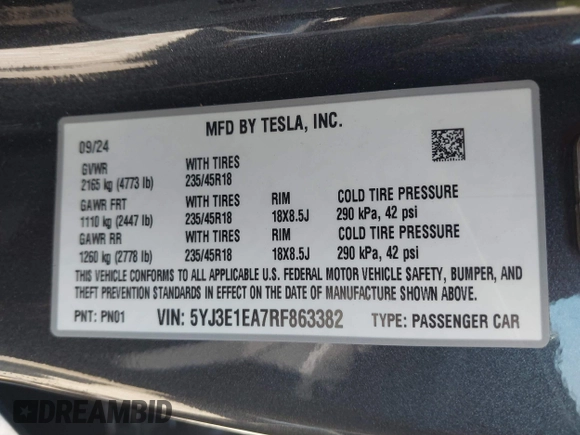 MFD BY TESLA, INC.
09/24
GVWR WITH TIRES
2165 kg (4773 lb) 235/45R18
GAWR FRT WITH TIRES RIM COLD TIRE PRESSURE
1110 kg (2447 lb) 235/45R18 18X8.5J 290 kPa, 42 psi
GAWR RR WITH TIRES RIM COLD TIRE PRESSURE
1260 kg (2778 lb) 235/45R18 18X8.5J 290 kPa, 42 psi
THIS VEHICLE CONFORMS TO ALL APPLICABLE U.S. FEDERAL MOTOR VEHICLE SAFETY, BUMPER, AND
THEFT PREVENTION STANDARDS IN EFFECT ON THE DATE OF MANUFACTURE SHOWN ABOVE.
PNT: PN01 VIN: 5YJ3E1EA7RF863382 TYPE: PASSENGER CAR
DREAMBID